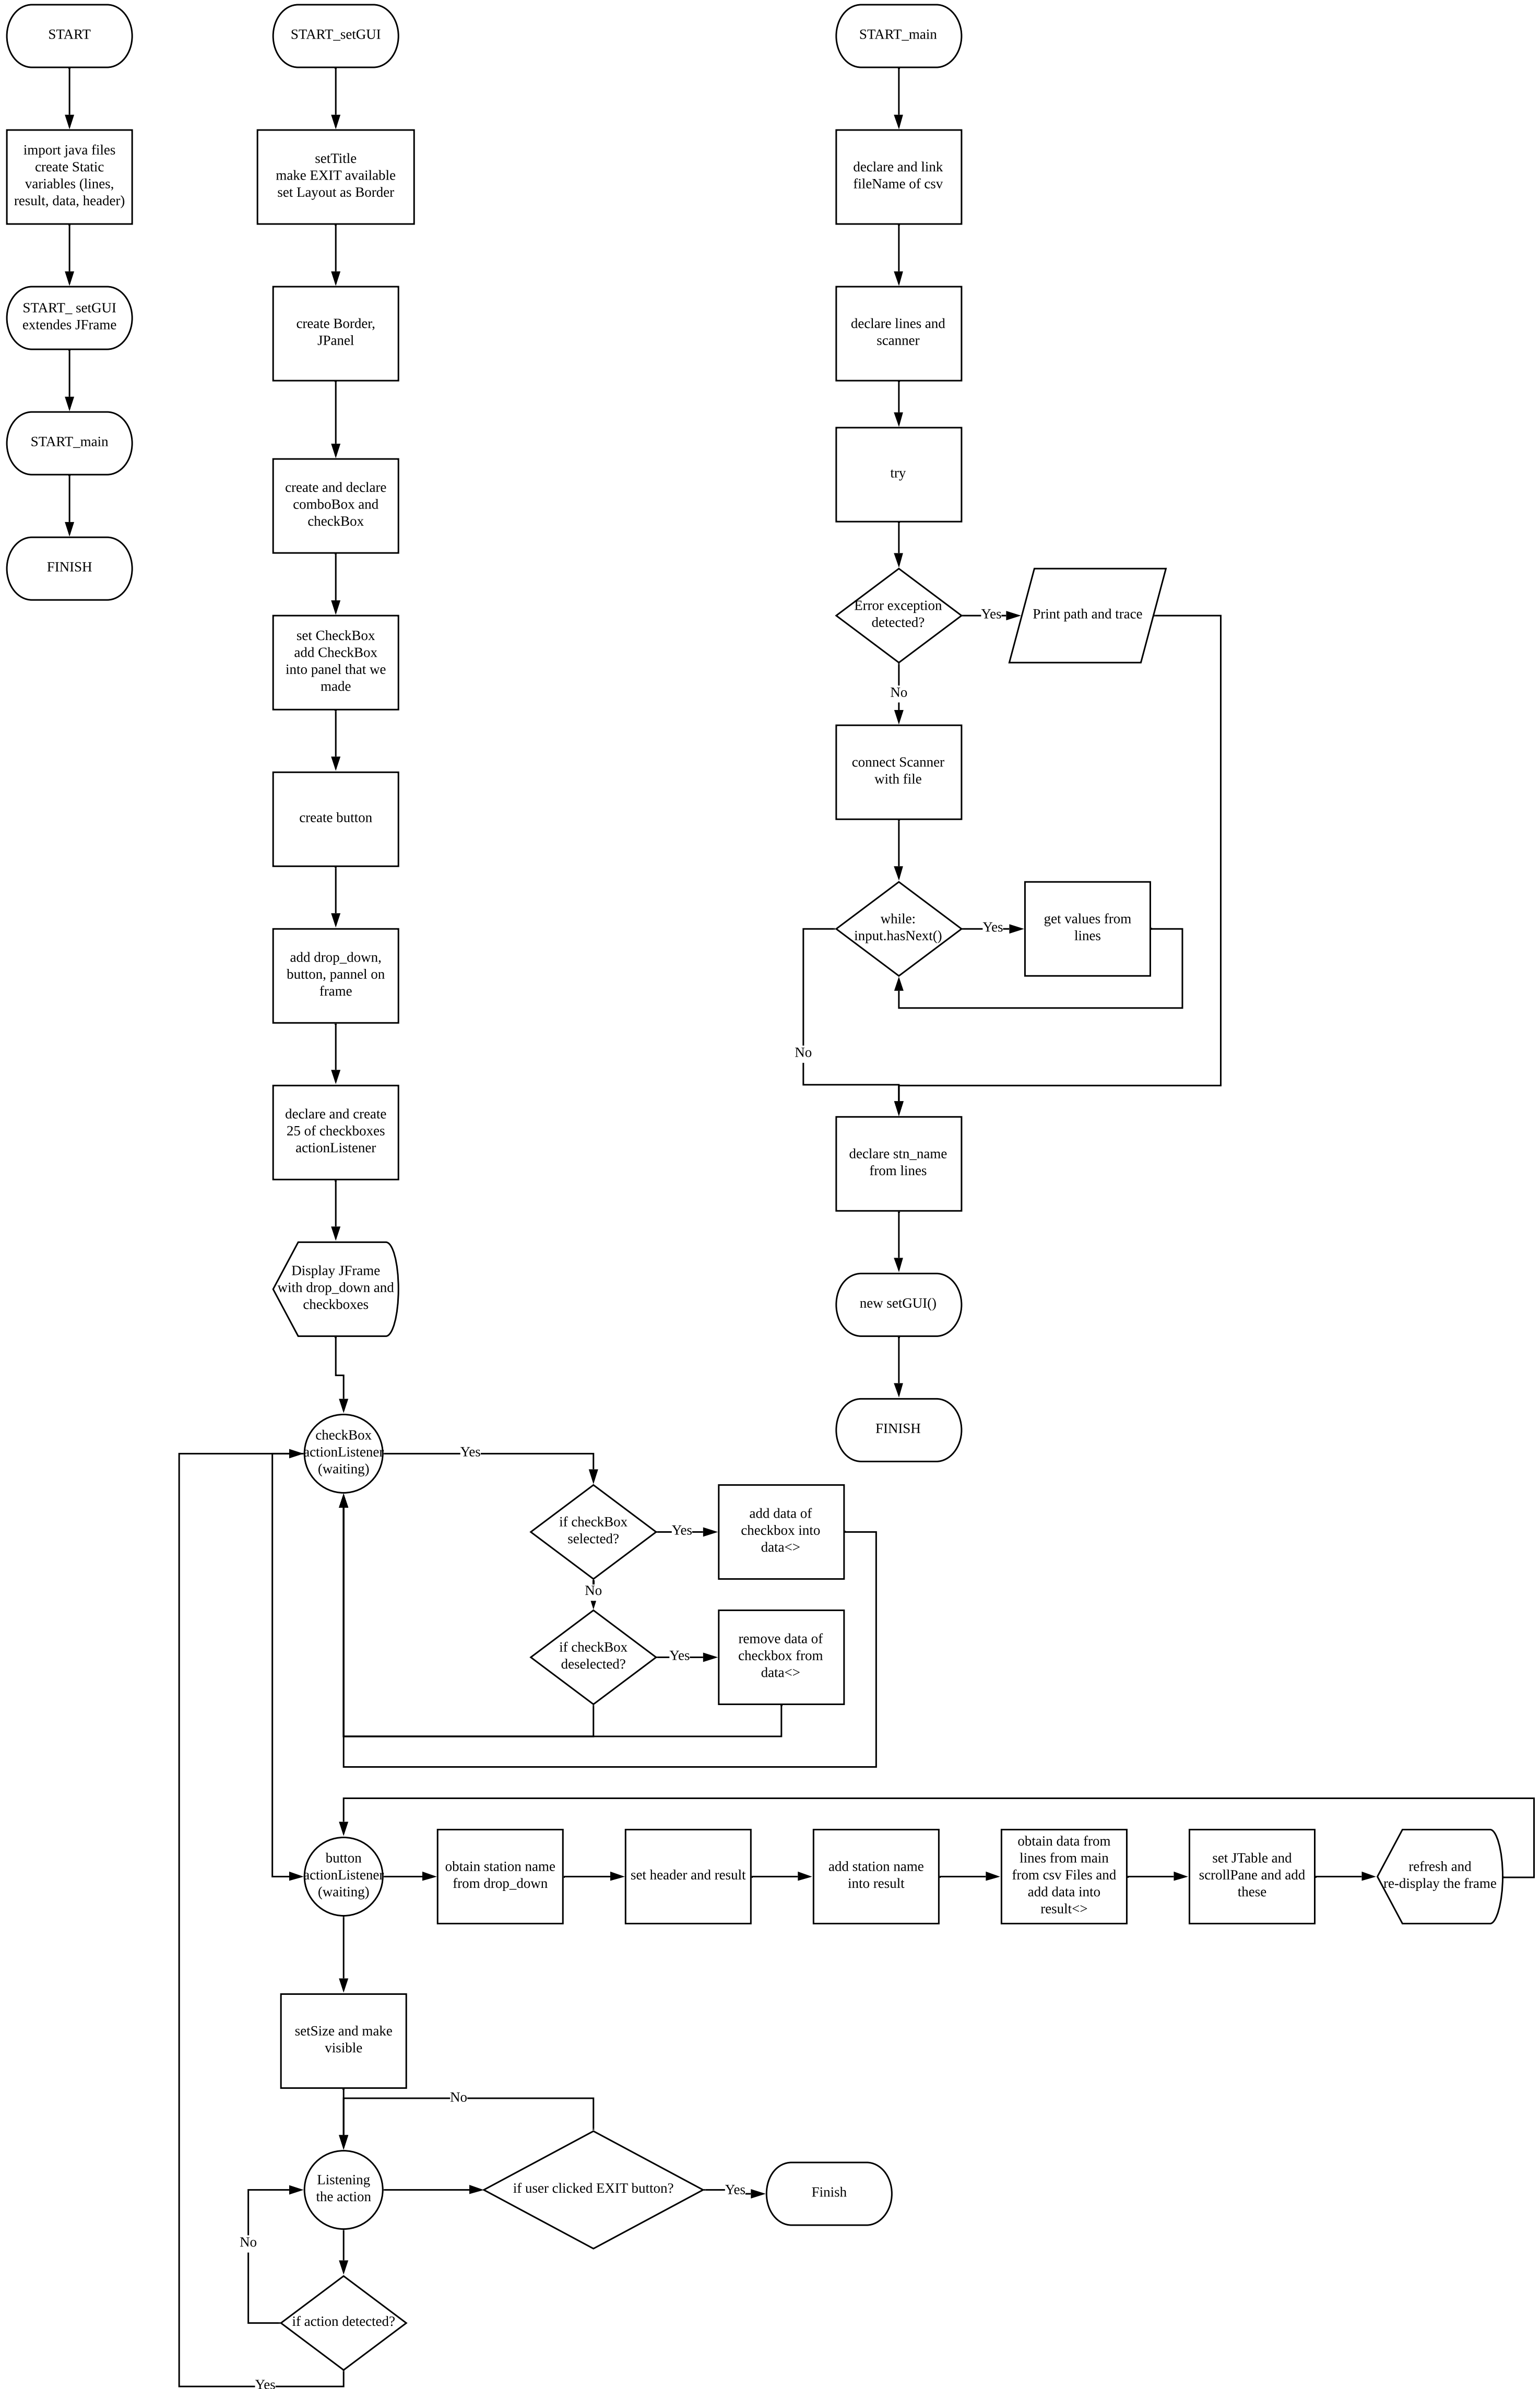 START
import java files
create Static
variables (lines,
result, data, header)
START_ setGUI
extendes JFrame
START_main
FINISH
START_setGUI
setTitle
make EXIT available
set Layout as Border
create Border,
JPanel
create and declare
comboBox and
checkBox
set CheckBox
add CheckBox
into panel that we
made
create button
add drop_down,
button, pannel on
frame
declare and create
25 of checkboxes
actionListener
Display JFrame
with drop_down and
checkboxes
checkBox
actionListener
(waiting)
Yes
if checkBox
selected?
Yes
add data of
checkbox into
data<>
No
if checkBox
deselected?
Yes
remove data of
checkbox from
data<>
button
actionListener
(waiting)
obtain station name
from drop_down
set header and result
add station name
into result
obtain data from
lines from main
from csv Files and
add data into
result<>
set JTable and
scrollPane and add
these
refresh and
re-display the frame
setSize and make
visible
No
Listening
the action
if user clicked EXIT button?
Yes
Finish
No
if action detected?
Yes
START_main
declare and link
fileName of csv
declare lines and
scanner
try
Error exception
detected?
Yes
Print path and trace
No
connect Scanner
with file
while:
input.hasNext()
Yes
get values from
lines
No
declare stn_name
from lines
new setGUI()
FINISH